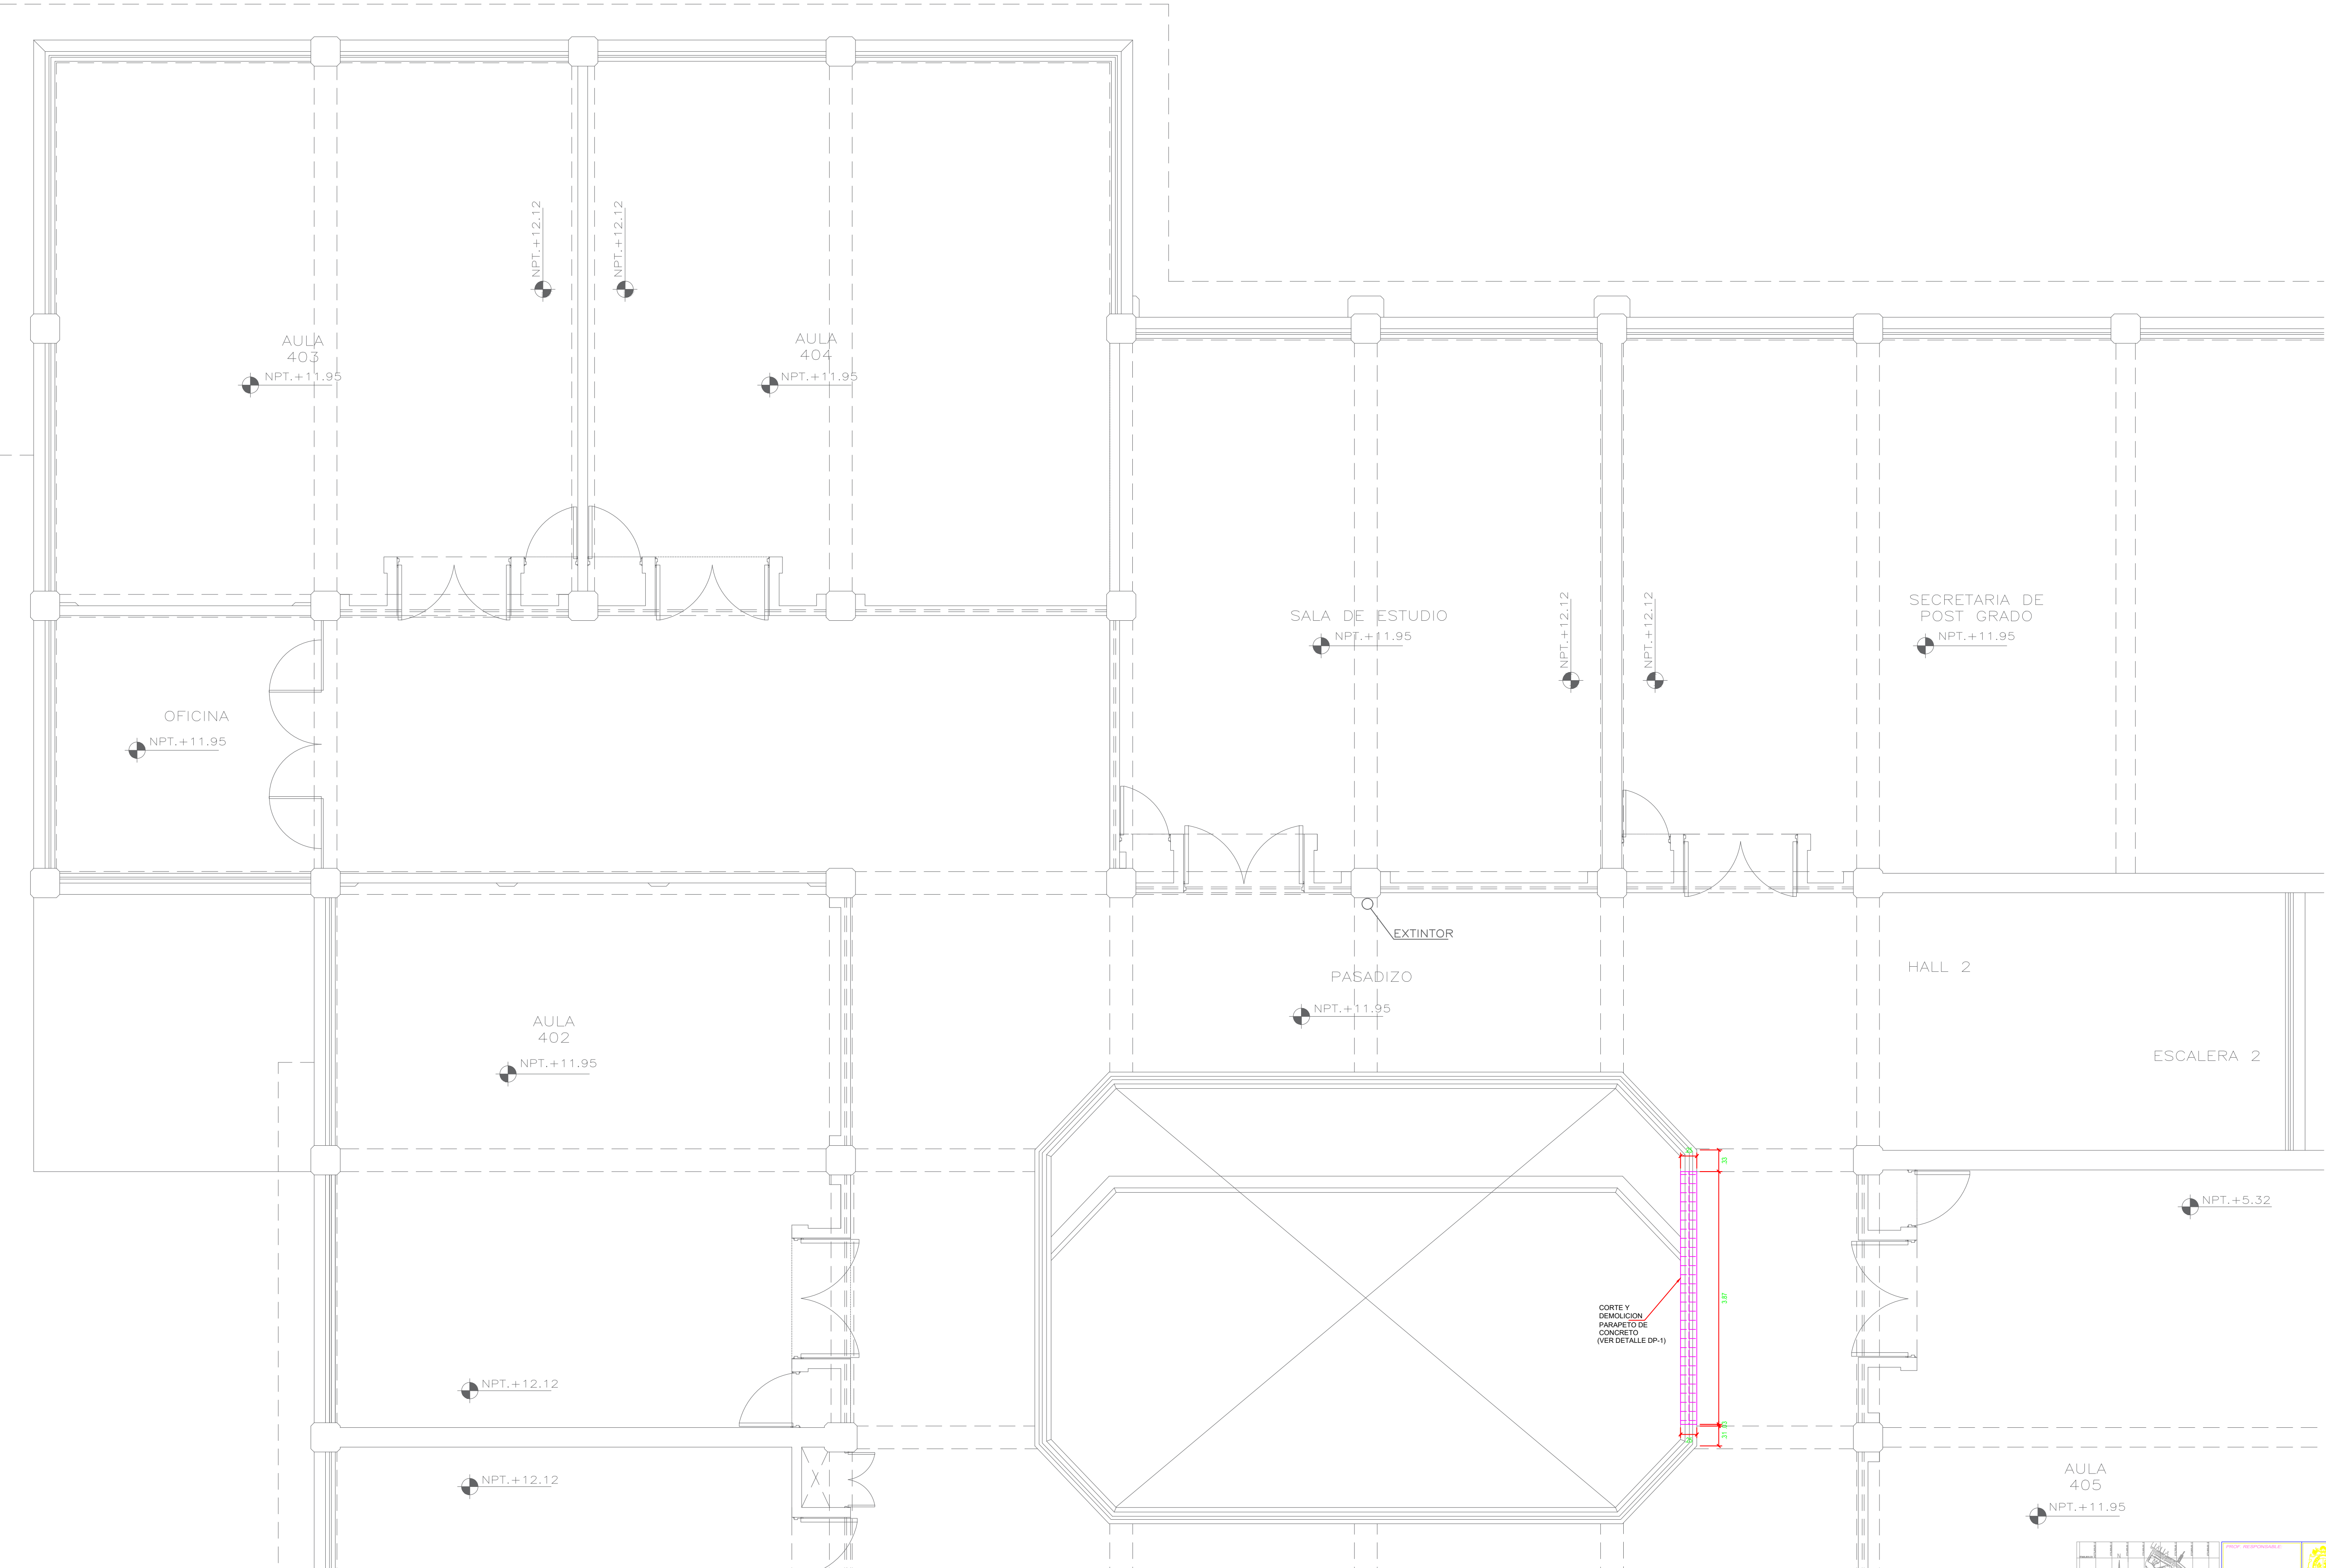 NPT.+12.12
NPT.+12.12
AULA
403
NPT.+11.95
AULA
404
NPT.+11.95
SALA DE ESTUDIO
NPT.+11.95
NPT.+12.12
NPT.+12.12
SECRETARIA DE
POST GRADO
NPT.+11.95
OFICINA
NPT.+11.95
EXTINTOR
PASADIZO
NPT.+11.95
HALL 2
ESCALERA 2
AULA
402
NPT.+11.95
NPT.+5.32
3.87
CORTE Y
DEMOLICION
PARAPETO DE
CONCRETO
(VER DETALLE DP-1)
NPT.+12.12
NPT.+12.12
AULA
405
NPT.+11.95
PROF. RESPONSABLE: